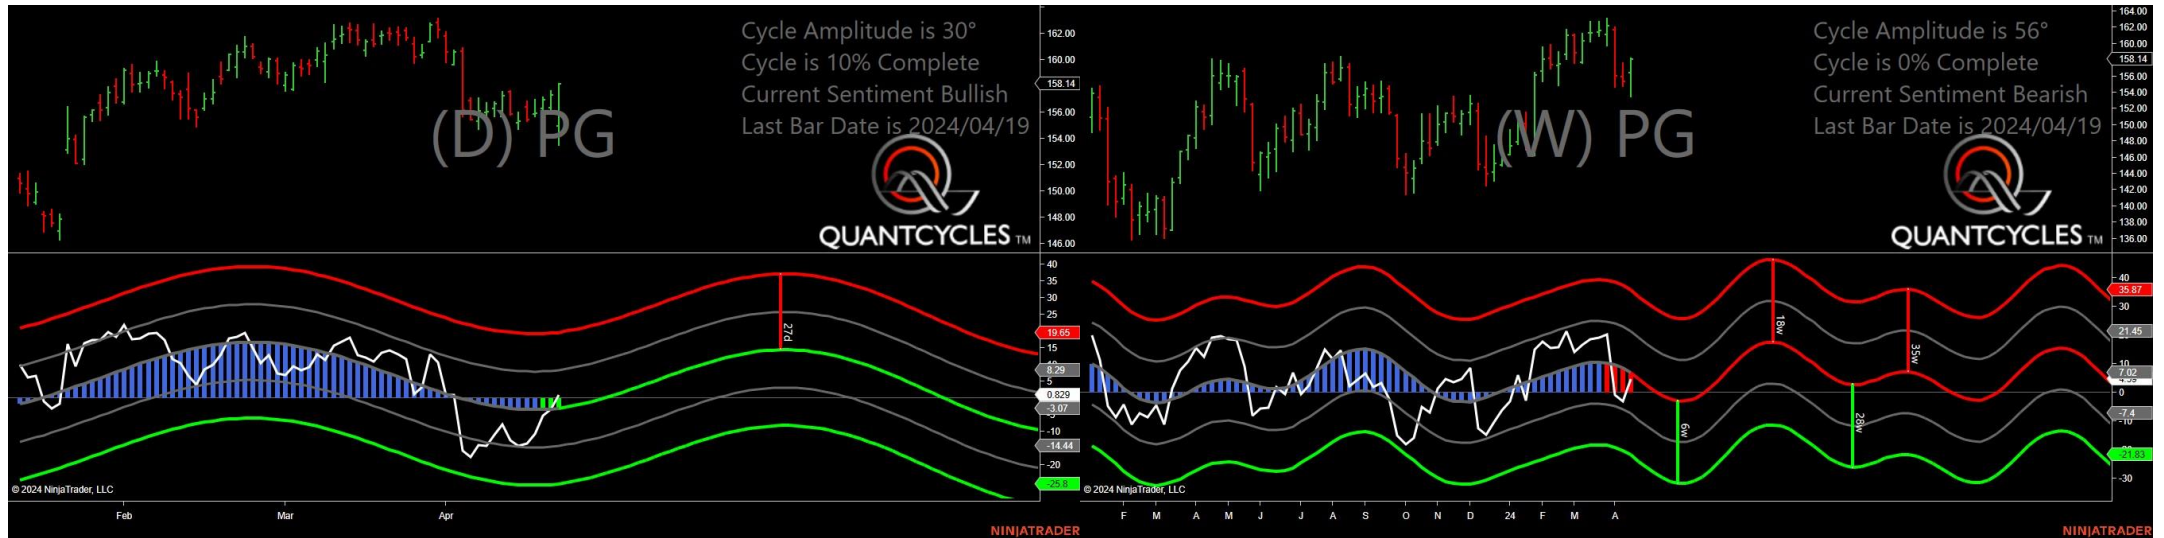 Cycle Amplitude is 30°
Cycle is 10% Complete
Current Sentiment Bullish
Last Bar Date is 2024/04/19
(D) PG
QUANTCYCLES TM
162.00
160.00
158.14
156.00
154.00
152.00
150.00
148.00
146.00
40
35
30
25
19.65
15
8.29
5
0.829
-3.07
-10
-14.44
-20
-25.8
27d
© 2024 NinjaTrader, LLC
Feb Mar Apr
NINJATRADER
Cycle Amplitude is 56°
Cycle is 0% Complete
Current Sentiment Bearish
Last Bar Date is 2024/04/19
(W) PG
QUANTCYCLES TM
164.00
162.00
160.00
158.14
156.00
154.00
152.00
150.00
148.00
146.00
144.00
142.00
140.00
138.00
136.00
40
35.87
30
21.45
10
7.02
4.59
0
-7.4
-10
-21.83
-30
18w
35w
6w
28w
© 2024 NinjaTrader, LLC
F M A M J J A S O N D 24 F M A
NINJATRADER